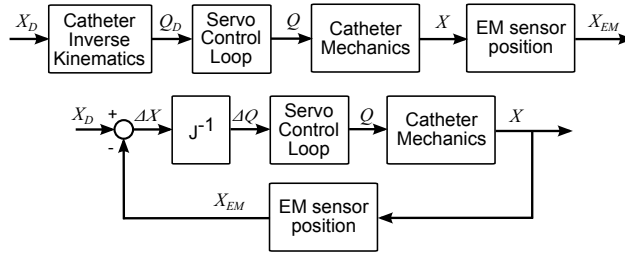 X_D Catheter Inverse Kinematics Q_D Servo Control Loop Q Catheter Mechanics X EM sensor position X_EM
X_D + - ΔX J^-1 ΔQ Servo Control Loop Q Catheter Mechanics X
X_EM EM sensor position